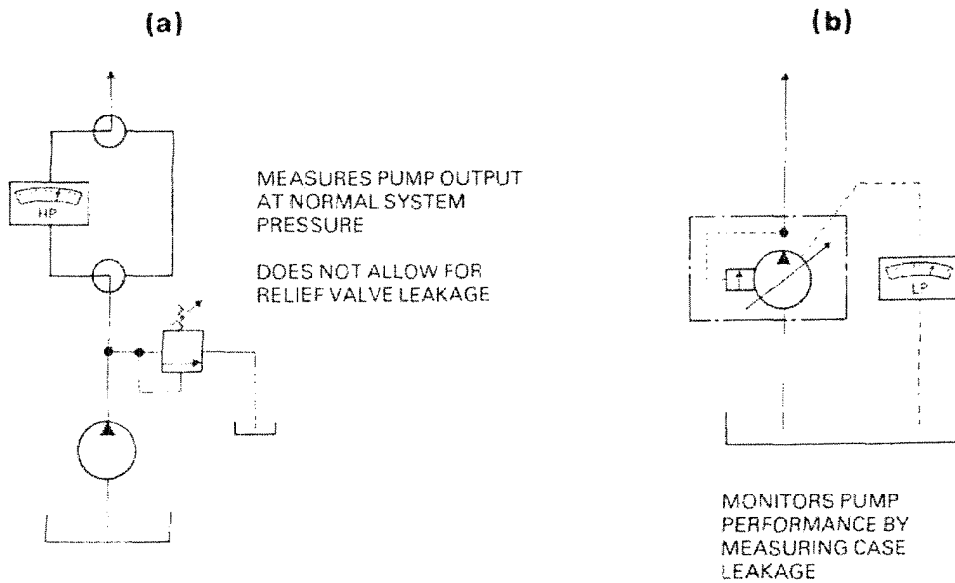 (a)
(b)
HP
MEASURES PUMP OUTPUT
AT NORMAL SYSTEM
PRESSURE
DOES NOT ALLOW FOR
RELIEF VALVE LEAKAGE
LP
MONITORS PUMP
PERFORMANCE BY
MEASURING CASE
LEAKAGE